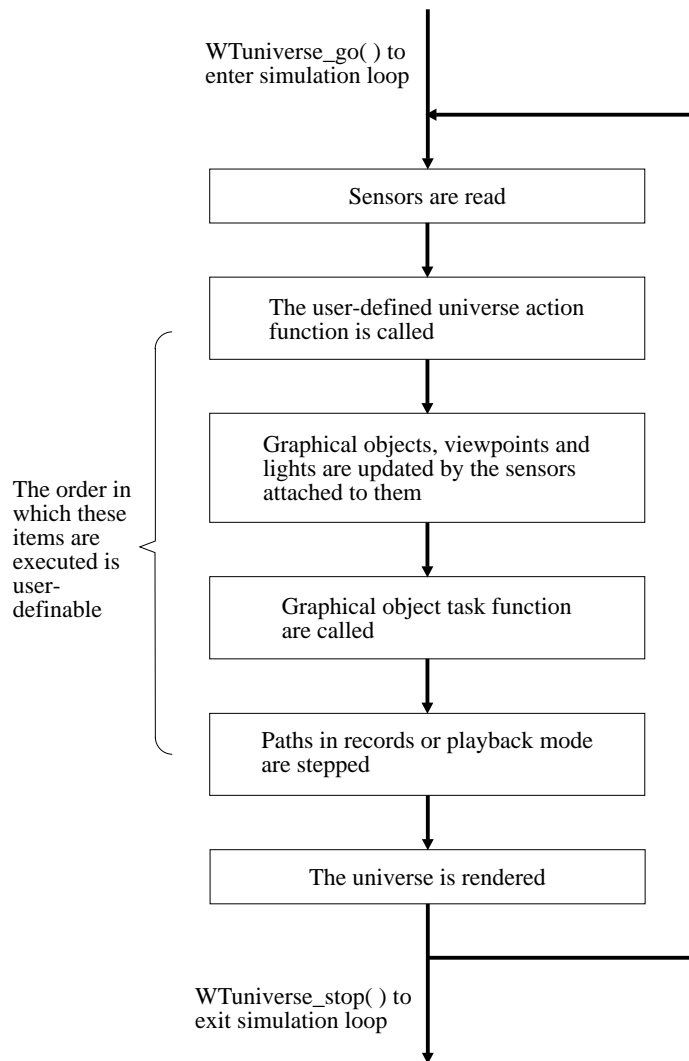 WTuniverse_go( ) to
enter simulation loop
Sensors are read
The user-defined universe action
function is called
Graphical objects, viewpoints and
lights are updated by the sensors
attached to them
The order in
which these
items are
executed is
user-
definable
Graphical object task function
are called
Paths in records or playback mode
are stepped
The universe is rendered
WTuniverse_stop( ) to
exit simulation loop